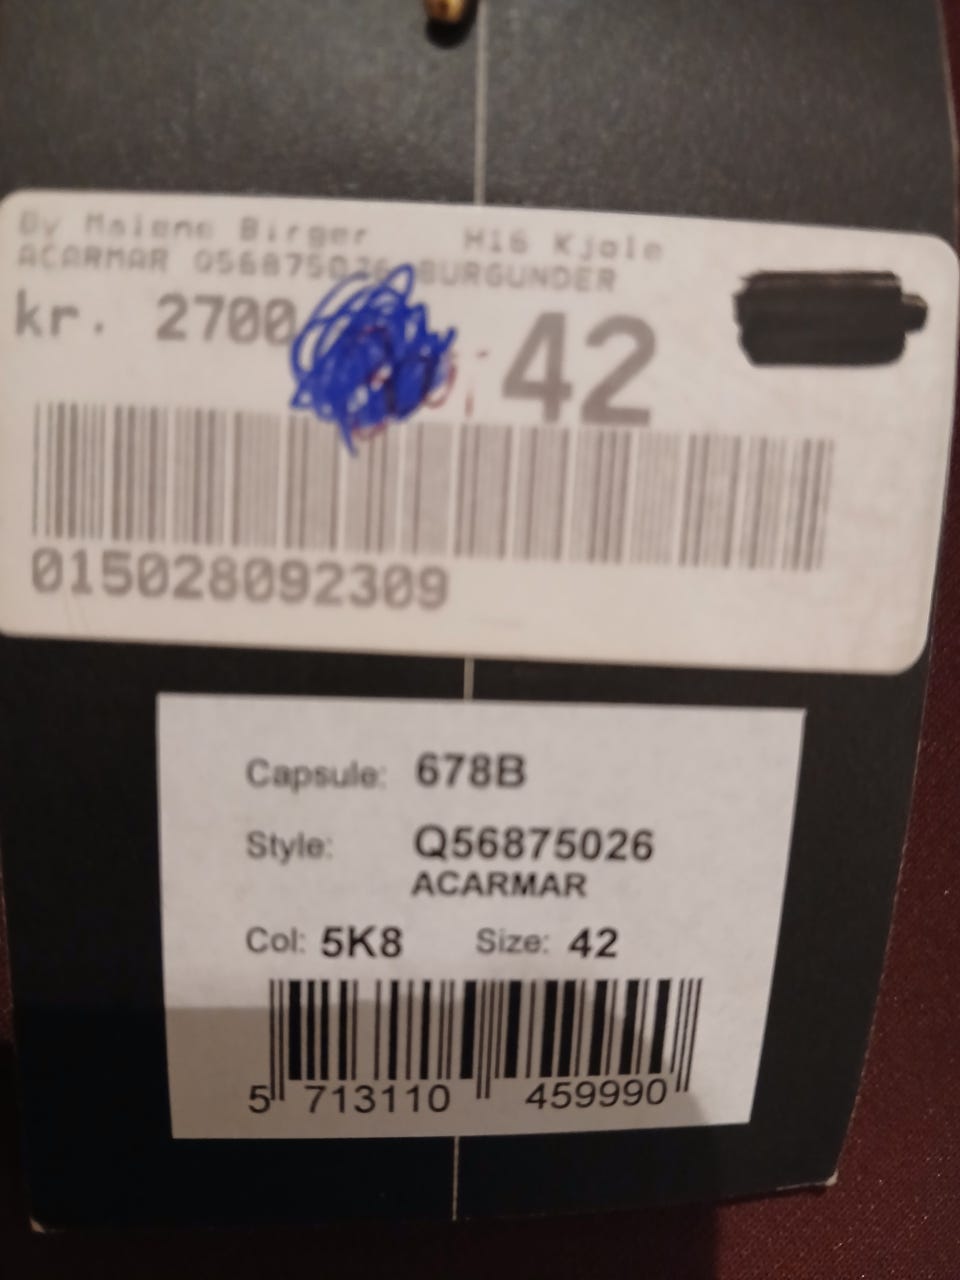 By Malene Birger H16 Kjole
ACARMAR Q56875026 BURGUNDER
kr. 2700
42
015028092309
Capsule: 678B
Style: Q56875026
ACARMAR
Col: 5K8 Size: 42
5 713110 459990